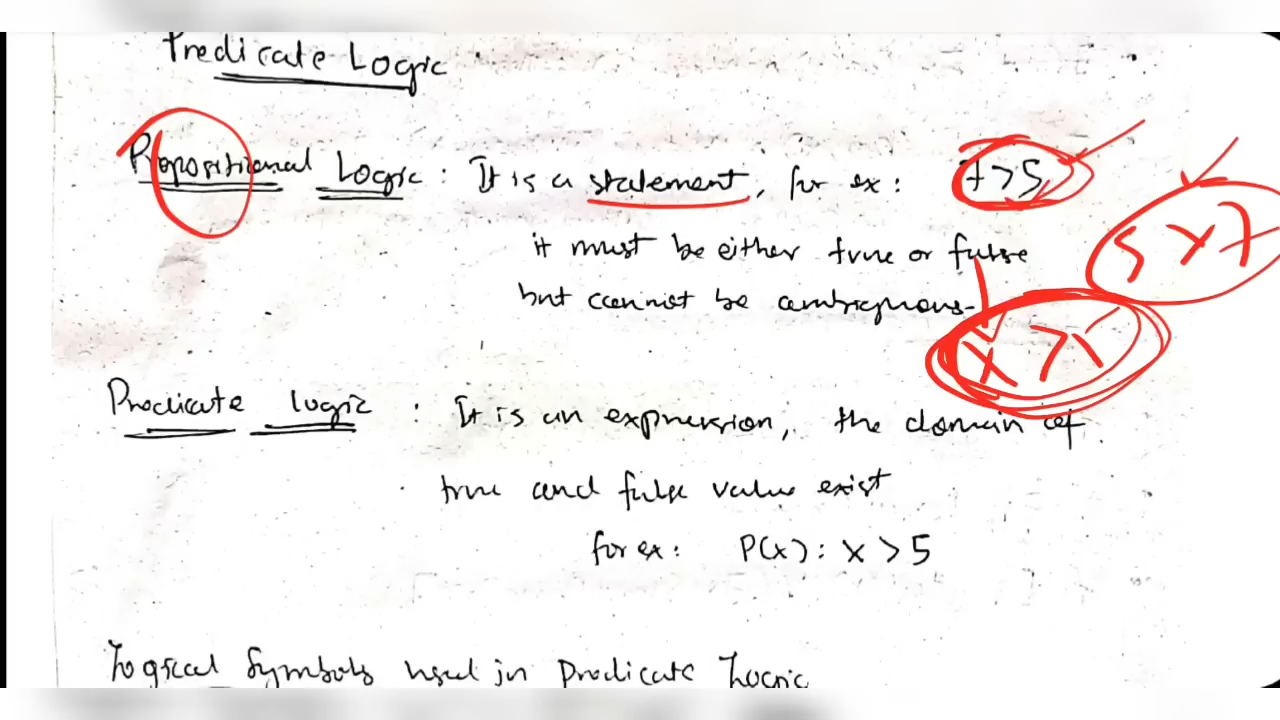 Predicate Logic
Propositional Logic : It is a statement, for ex: 7>5
5 > 7
it must be either true or false
but cannot be ambiguous
x > y
Predicate logic : It is an expression, the domain of
true and false value exist
for ex: P(x): x > 5
Logical Symbols used in Predicate Logic